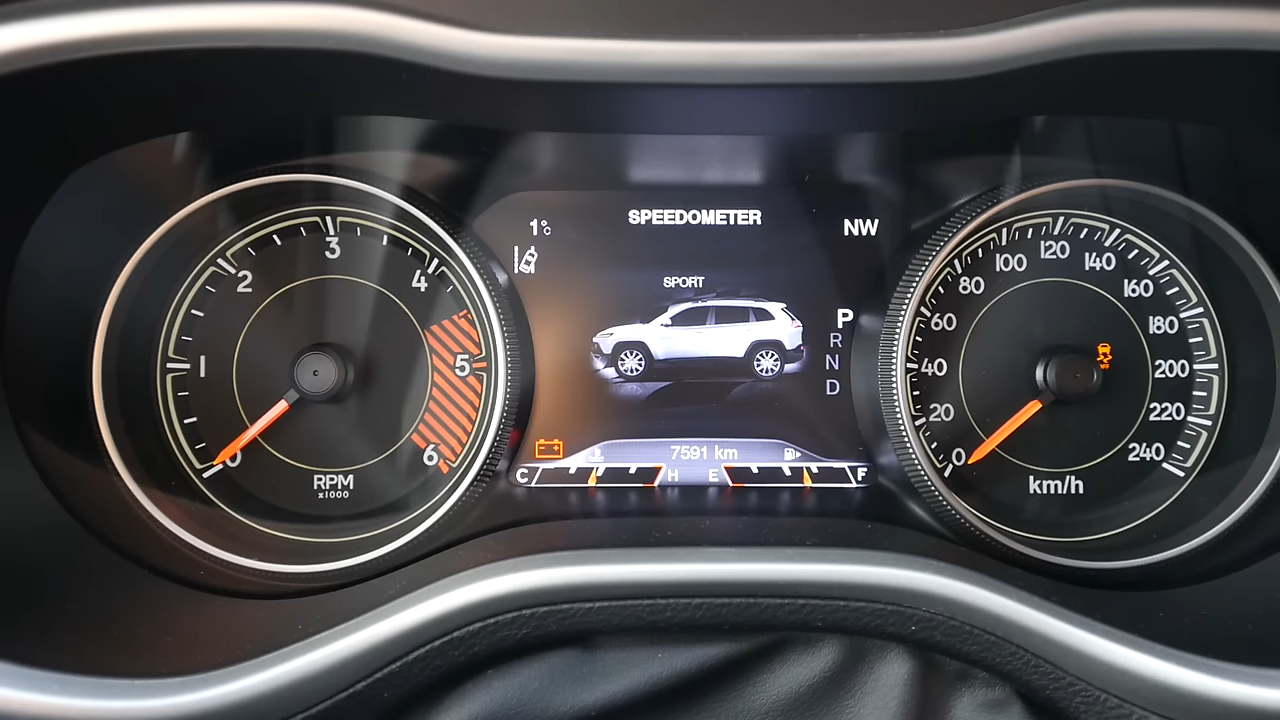 SPEEDOMETER
1°C
NW
SPORT
P
R
N
D
7591 km
C H E F
0 1 2 3 4 5 6
RPM
x1000
0 20 40 60 80 100 120 140 160 180 200 220 240
km/h
OFF